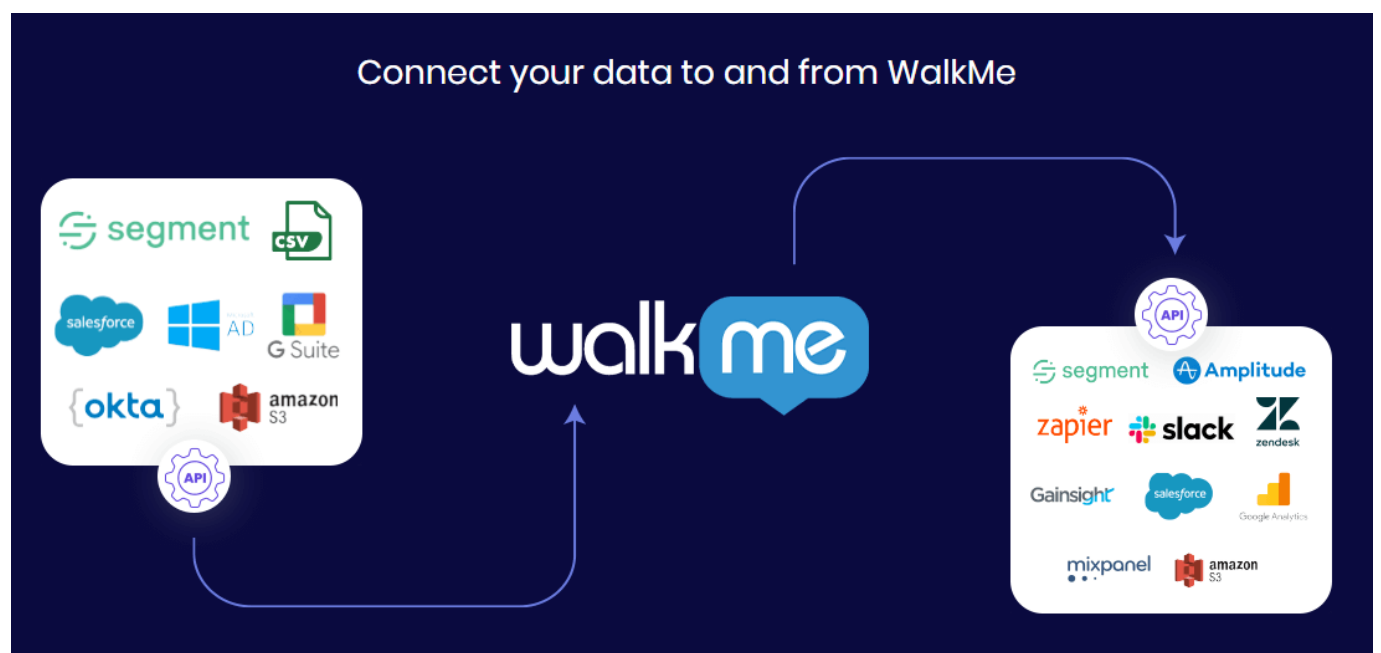 Connect your data to and from WalkMe
segment
CSV
salesforce
Microsoft
AD
G Suite
{okta}
amazon
S3
API
walkme
API
segment
Amplitude
zapier
slack
zendesk
Gainsight
salesforce
Google Analytics
mixpanel
amazon
S3